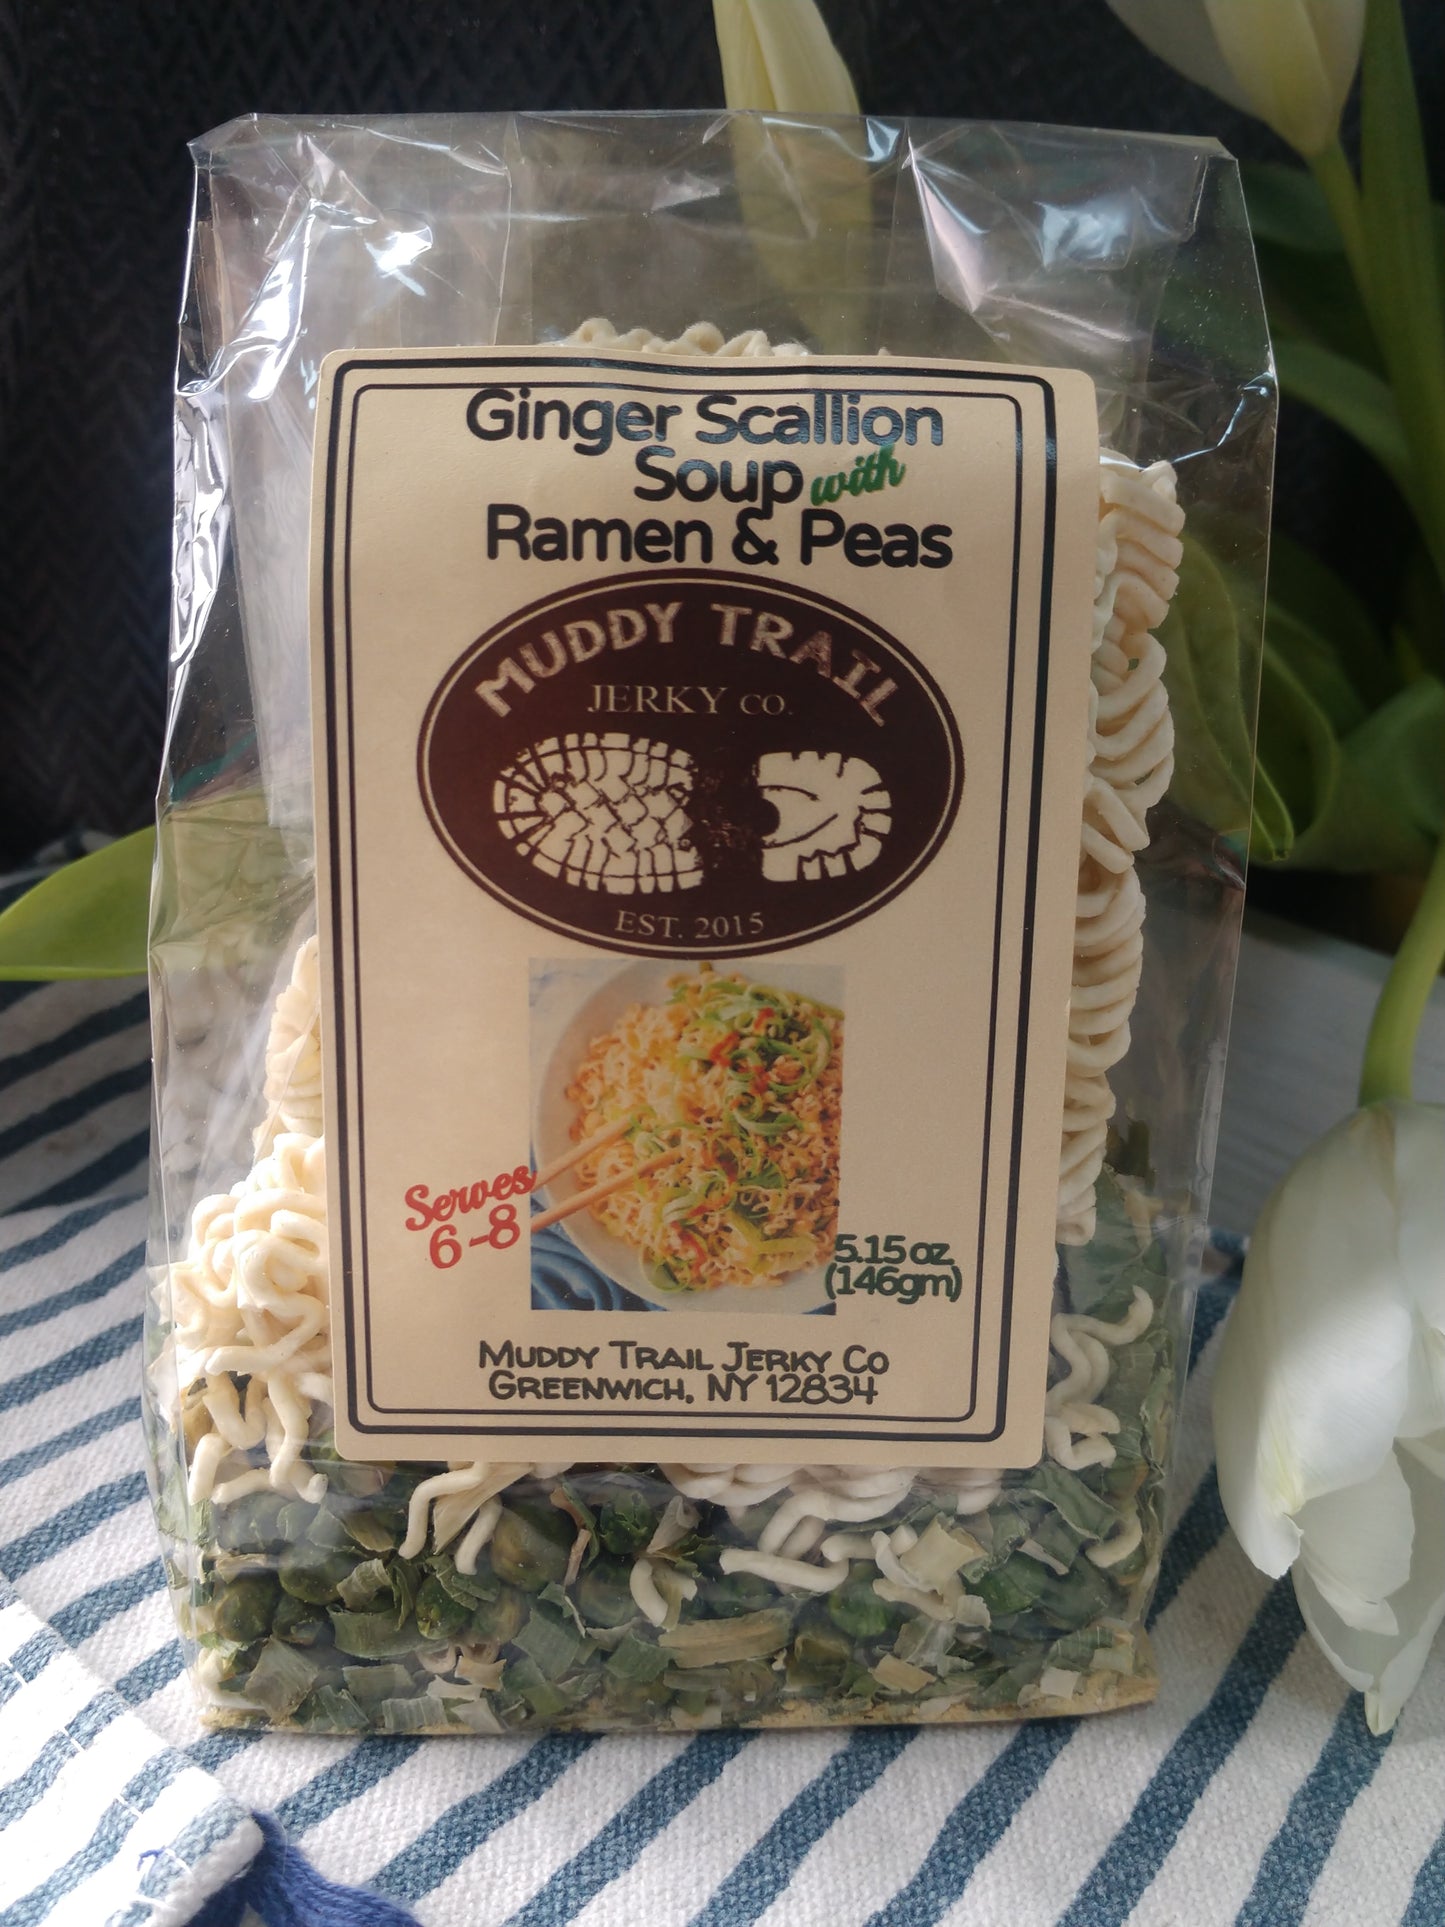 Ginger Scallion
Soup with
Ramen & Peas
MUDDY TRAIL
JERKY CO.
EST. 2015
Serves
6-8
5.15 oz
(146gm)
MUDDY TRAIL JERKY CO
GREENWICH, NY 12834